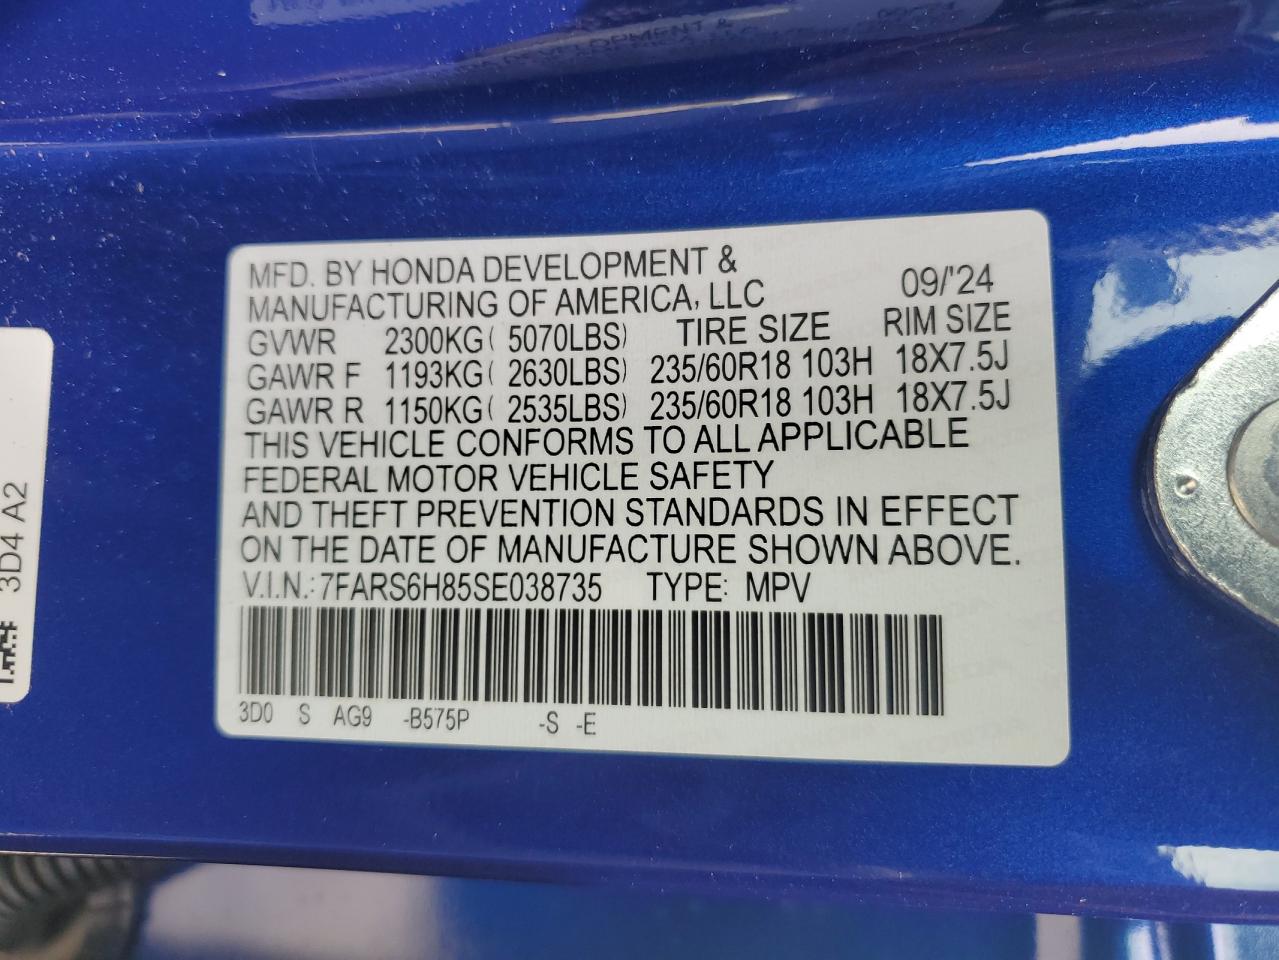 MFD. BY HONDA DEVELOPMENT &
MANUFACTURING OF AMERICA, LLC 09/'24
GVWR 2300KG( 5070LBS) TIRE SIZE RIM SIZE
GAWR F 1193KG( 2630LBS) 235/60R18 103H 18X7.5J
GAWR R 1150KG( 2535LBS) 235/60R18 103H 18X7.5J
THIS VEHICLE CONFORMS TO ALL APPLICABLE
FEDERAL MOTOR VEHICLE SAFETY
AND THEFT PREVENTION STANDARDS IN EFFECT
ON THE DATE OF MANUFACTURE SHOWN ABOVE.
V.I.N.: 7FARS6H85SE038735 TYPE: MPV
3D0 S AG9 -B575P -S -E
3D4 A2